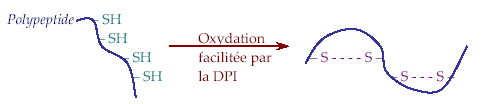 Polypeptide
SH
SH
SH
SH
Oxydation
facilitée par
la DPI
S - - - - S
S - - - S